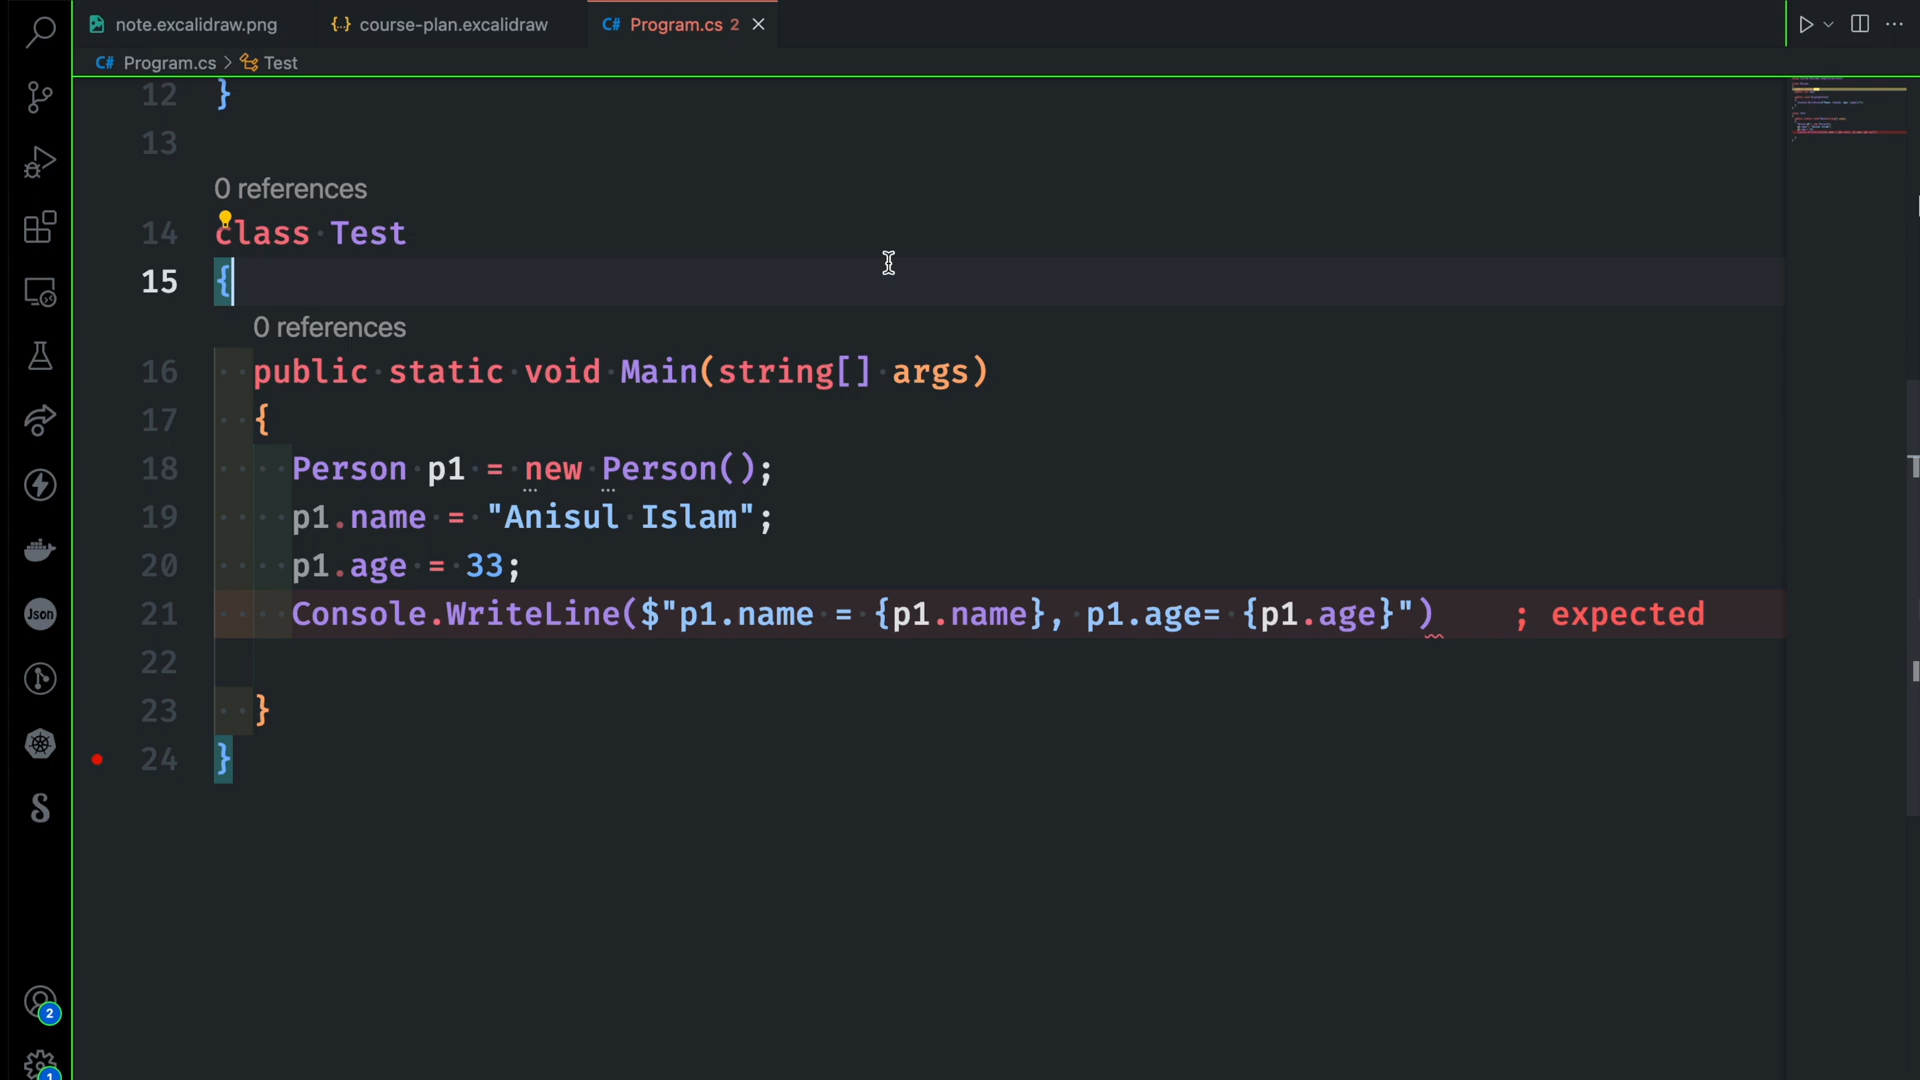 note.excalidraw.png
{..} course-plan.excalidraw
C# Program.cs 2
C# Program.cs > Test
12 }
13
0 references
14 class Test
15 {
0 references
16 public static void Main(string[] args)
17 {
18 Person p1 = new Person();
19 p1.name = "Anisul Islam";
20 p1.age = 33;
21 Console.WriteLine($"p1.name = {p1.name}, p1.age= {p1.age}") ; expected
22
23 }
24 }
Json
2
1